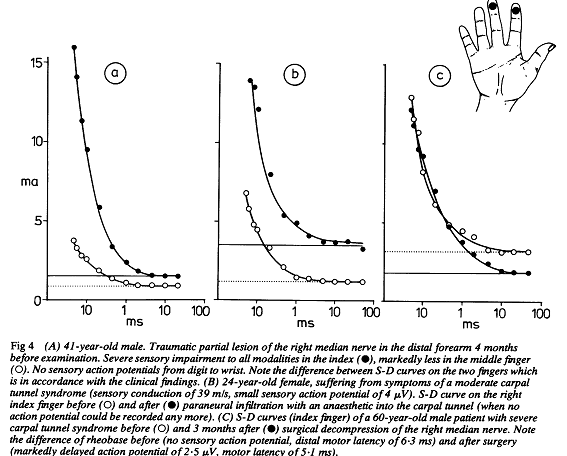 a
b
c
15
10
5
0
ma
10 1 10 100
ms
10 1 10 100
ms
10 1 10 100
ms
Fig 4 (A) 41-year-old male. Traumatic partial lesion of the right median nerve in the distal forearm 4 months
before examination. Severe sensory impairment to all modalities in the index (●), markedly less in the middle finger
(○). No sensory action potentials from digit to wrist. Note the difference between S-D curves on the two fingers which
is in accordance with the clinical findings. (B) 24-year-old female, suffering from symptoms of a moderate carpal
tunnel syndrome (sensory conduction of 39 m/s, small sensory action potential of 4 μV). S-D curve on the right
index finger before (○) and after (●) paraneural infiltration with an anaesthetic into the carpal tunnel (when no
action potential could be recorded any more). (C) S-D curves (index finger) of a 60-year-old male patient with severe
carpal tunnel syndrome before (○) and 3 months after (●) surgical decompression of the right median nerve. Note
the difference of rheobase before (no sensory action potential, distal motor latency of 6·3 ms) and after surgery
(markedly delayed action potential of 2·5 μV, motor latency of 5·1 ms).